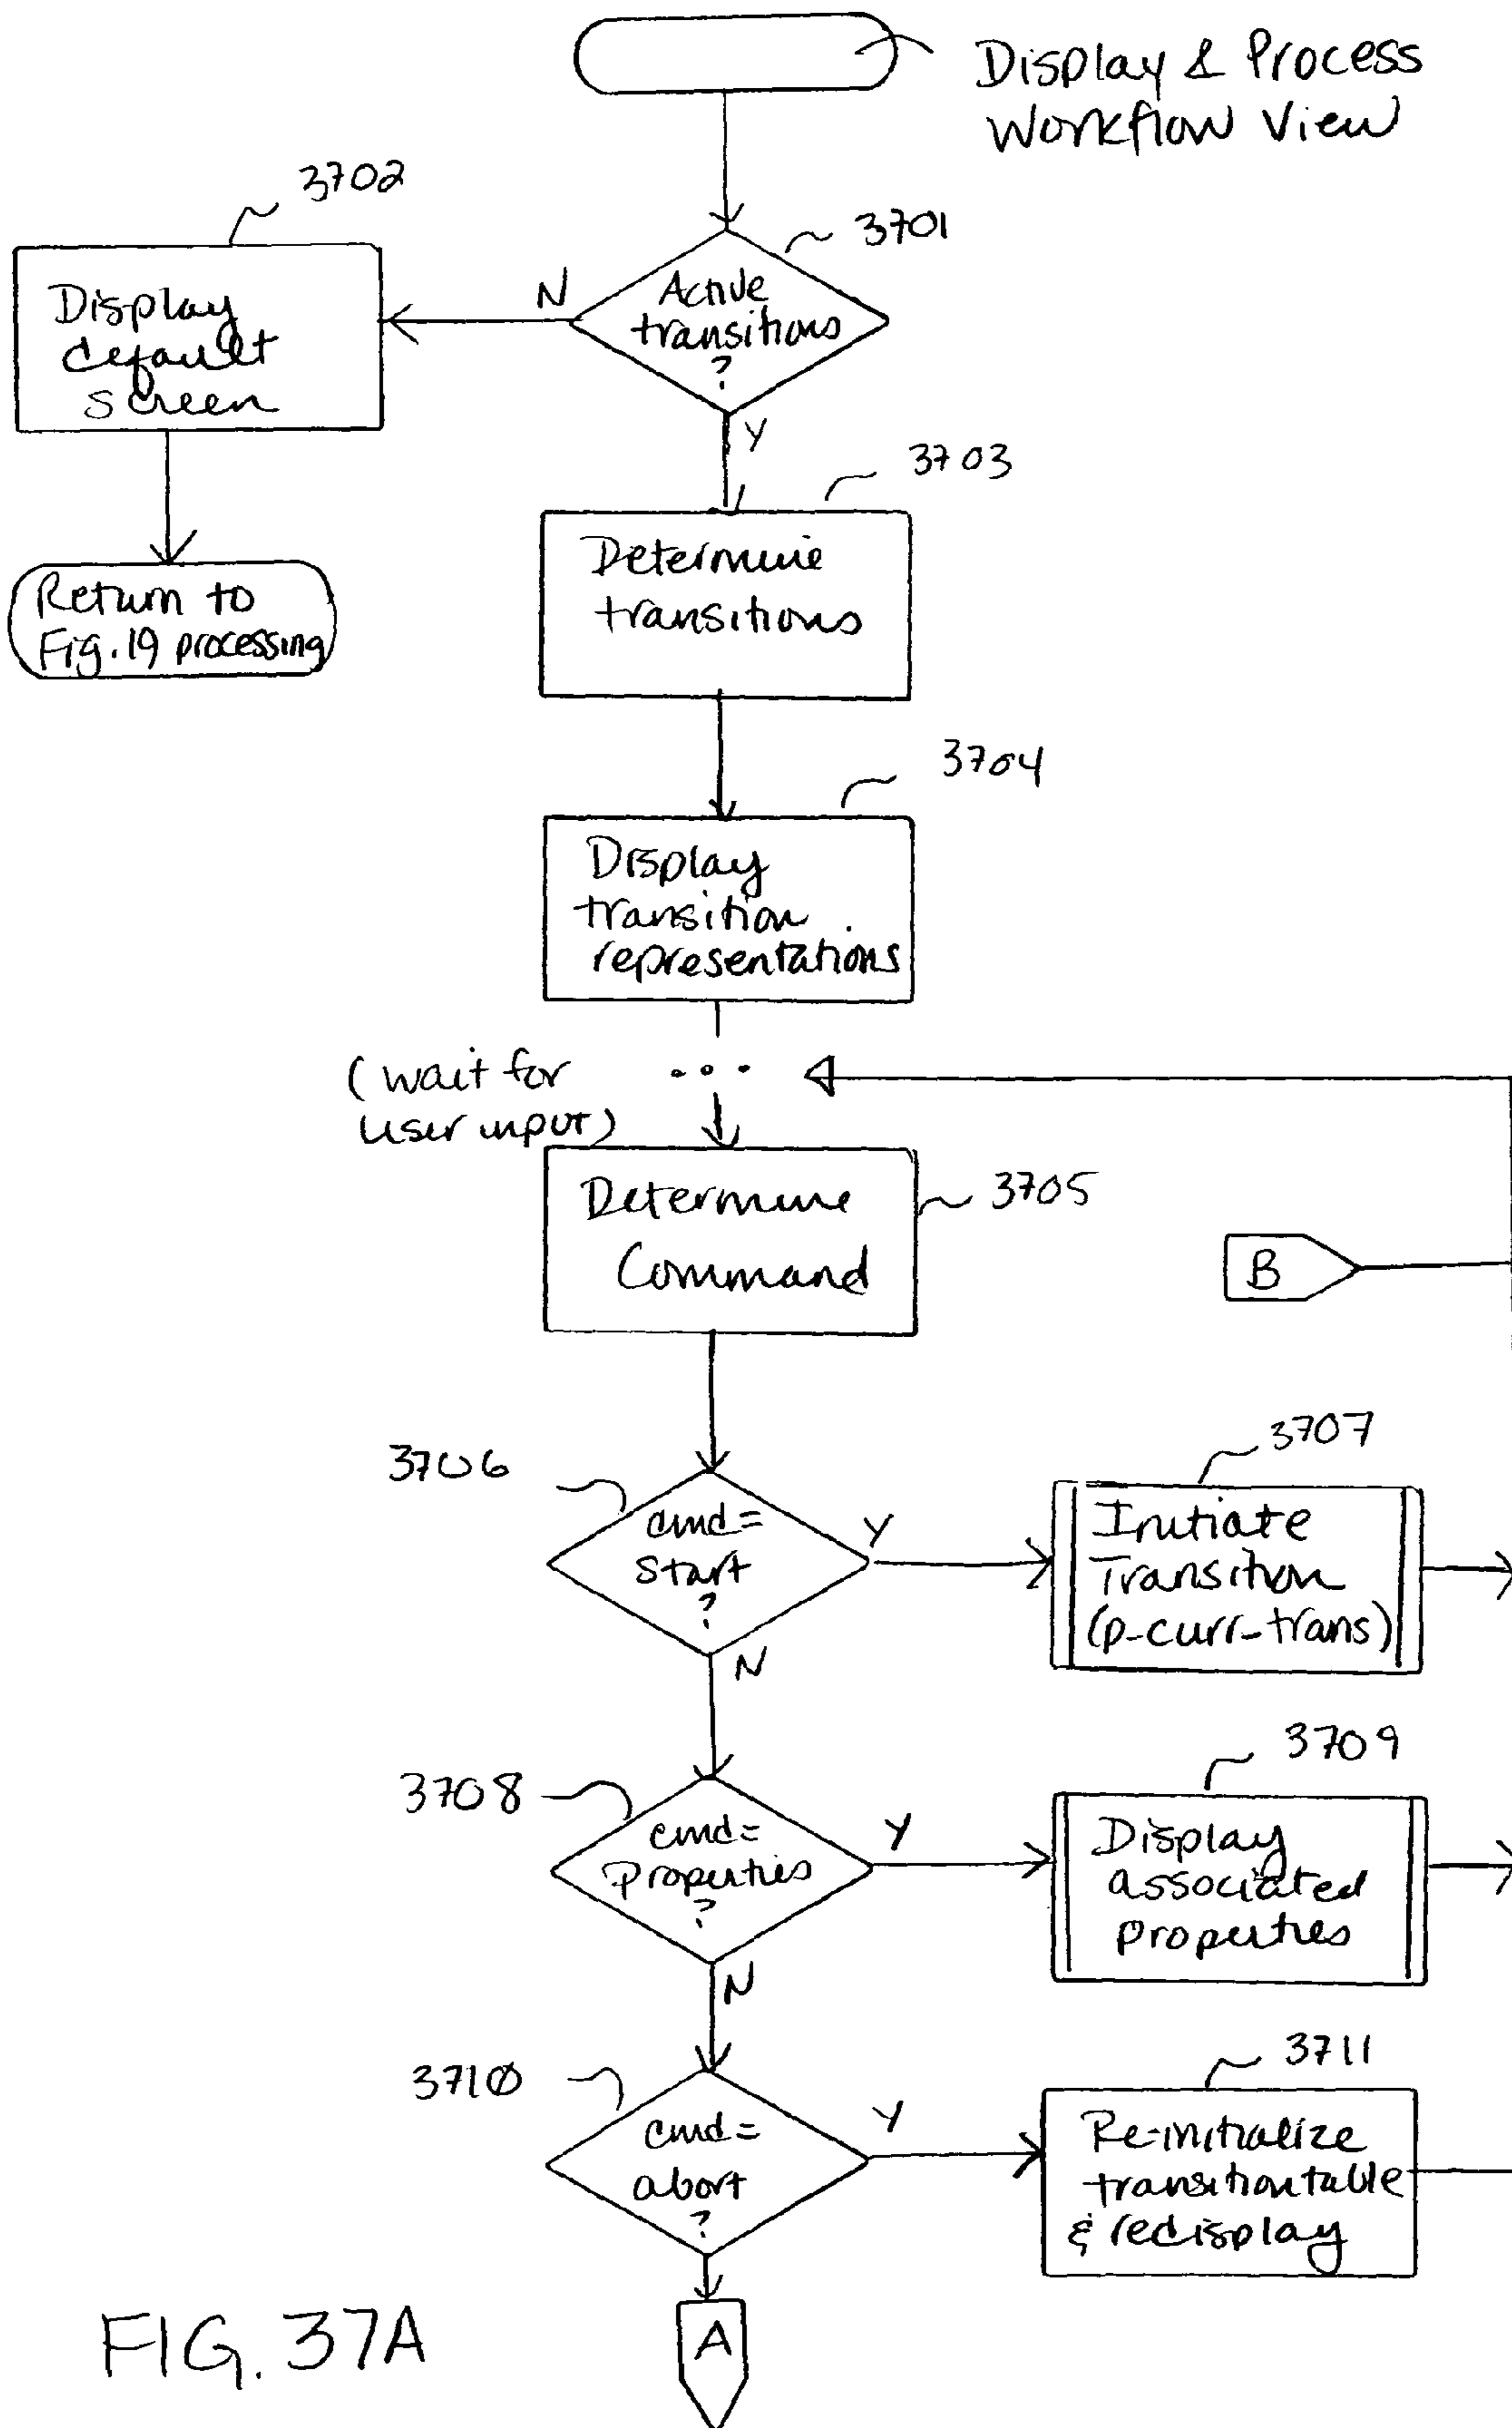 Display & Process
Workflow View
3702
3701
Display
default
screen
N
Active
transitions
?
Y
3703
Return to
Fig. 19 processing
Determine
transitions
3704
Display
transition
representations
(wait for
user input)
...
Determine
Command
3705
B
3706
cmd=
start
?
Y
3707
Initiate
Transition
(p-curr-trans)
N
3708
cmd=
properties
?
Y
3709
Display
associated
properties
N
3710
cmd=
abort
?
Y
3711
Re-initialize
transition table
& redisplay
A
FIG. 37A